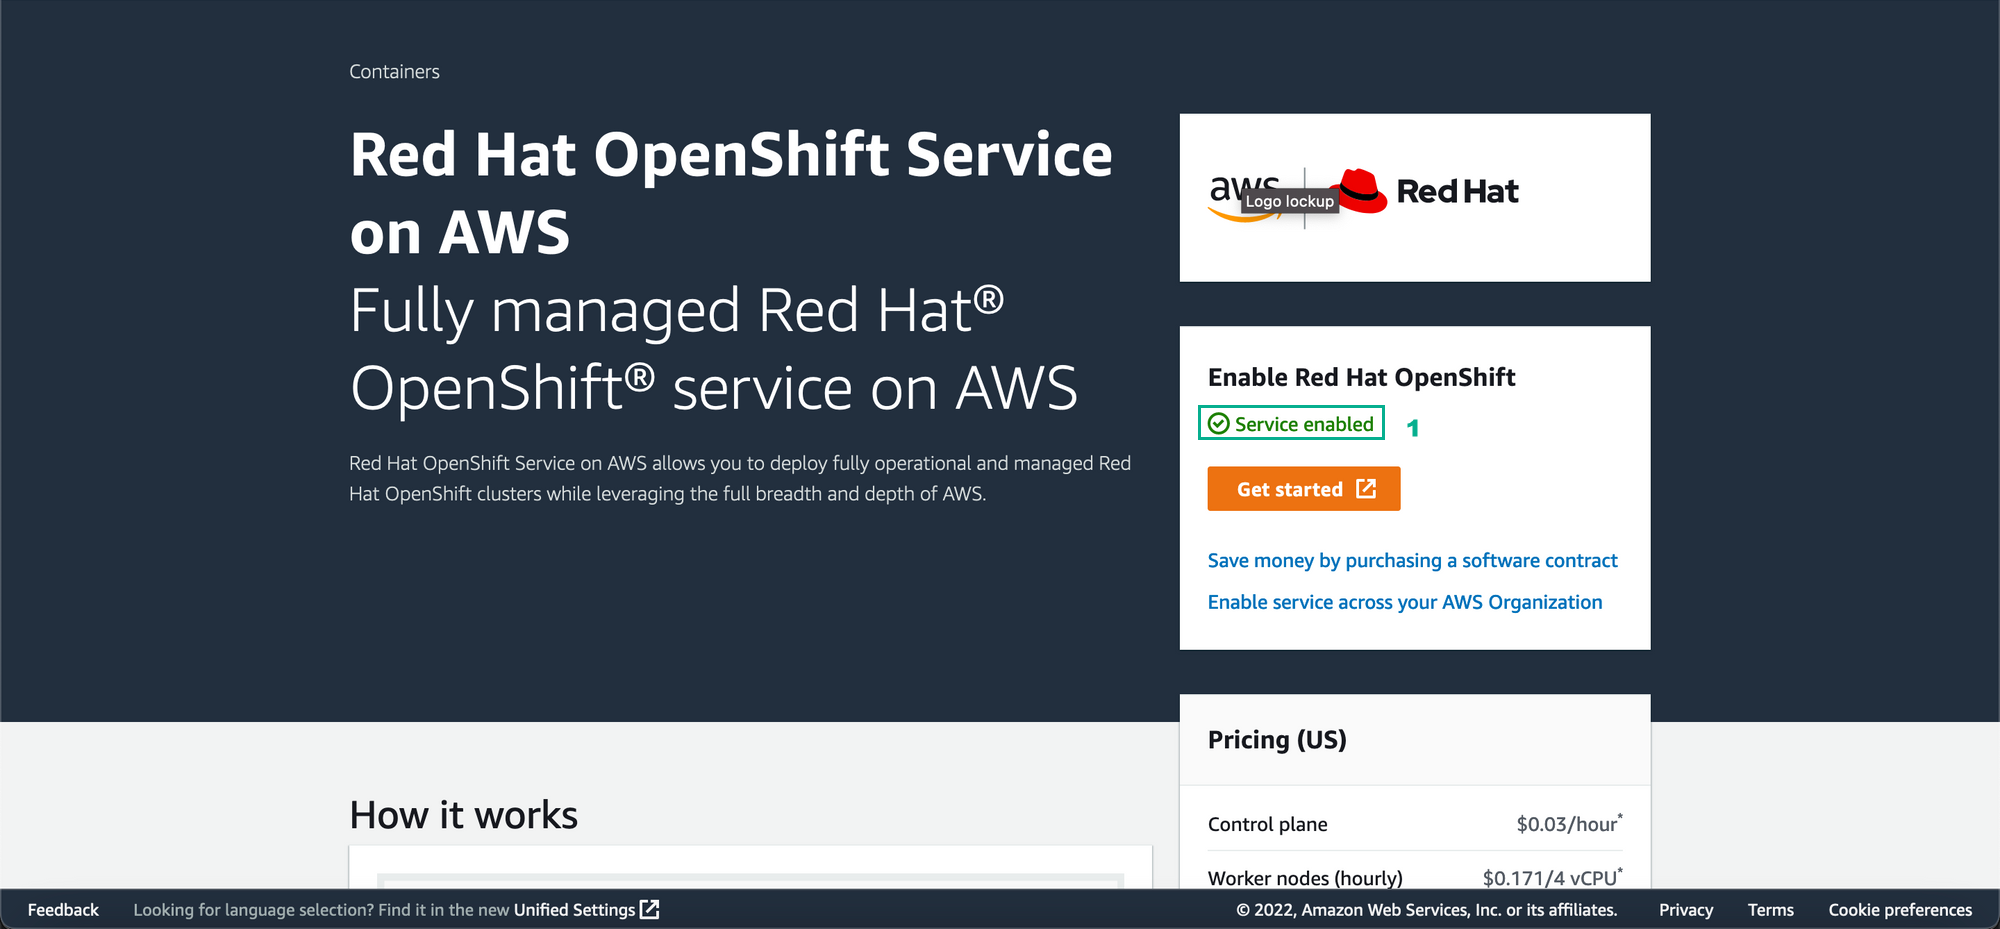 Containers
Red Hat OpenShift Service
on AWS
Fully managed Red Hat®
OpenShift® service on AWS
Red Hat OpenShift Service on AWS allows you to deploy fully operational and managed Red
Hat OpenShift clusters while leveraging the full breadth and depth of AWS.
aws
Logo lockup
Red Hat
Enable Red Hat OpenShift
Service enabled 1
Get started
Save money by purchasing a software contract
Enable service across your AWS Organization
Pricing (US)
Control plane $0.03/hour*
Worker nodes (hourly) $0.171/4 vCPU*
How it works
Feedback Looking for language selection? Find it in the new Unified Settings © 2022, Amazon Web Services, Inc. or its affiliates. Privacy Terms Cookie preferences